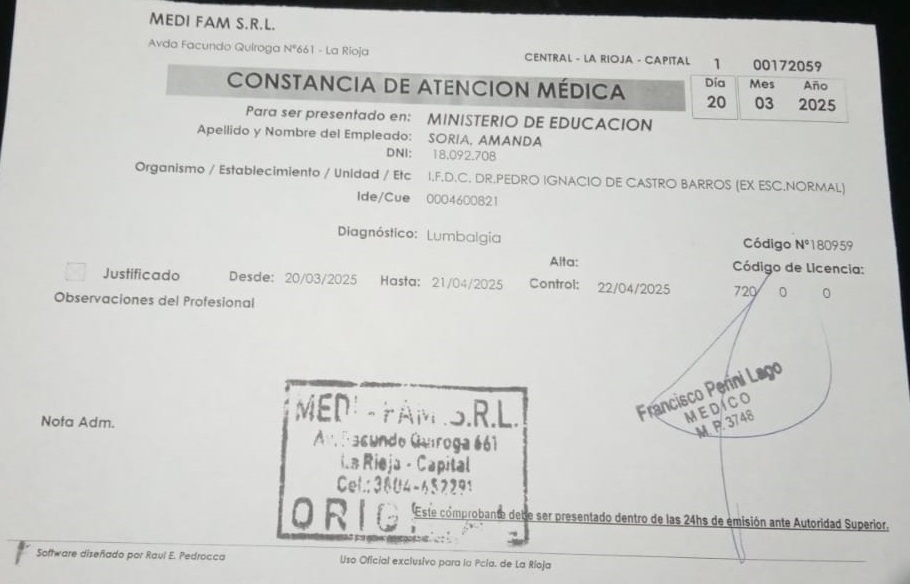 MEDI FAM S.R.L.
Avda Facundo Quiroga Nº661 - La Rioja
CENTRAL - LA RIOJA - CAPITAL 1 00172059
CONSTANCIA DE ATENCION MÉDICA
Día Mes Año
20 03 2025
Para ser presentado en: MINISTERIO DE EDUCACION
Apellido y Nombre del Empleado: SORIA, AMANDA
DNI: 18.092.708
Organismo / Establecimiento / Unidad / Etc I.F.D.C. DR.PEDRO IGNACIO DE CASTRO BARROS (EX ESC.NORMAL)
Ide/Cue 0004600821
Diagnóstico: Lumbalgia
Código Nº180959
Alta:
Código de Licencia:
Justificado Desde: 20/03/2025 Hasta: 21/04/2025 Control: 22/04/2025 720 0 0
Observaciones del Profesional
Francisco Perini Lago
MEDICO
M.P.3748
Nota Adm.
MEDI - FAM S.R.L.
Av. Facundo Quiroga 661
La Rioja - Capital
Cel.: 3804-657291
ORIG
Este comprobante debe ser presentado dentro de las 24hs de emisión ante Autoridad Superior.
Software diseñado por Raul E. Pedrocca
Uso Oficial exclusivo para la Pcia. de La Rioja